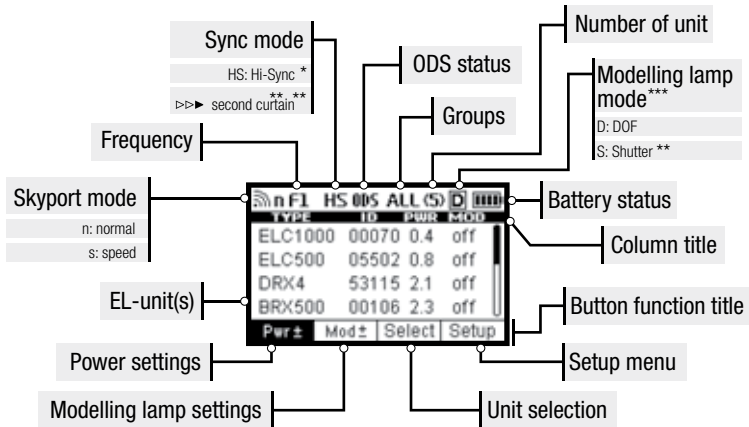 Number of unit
Sync mode
HS: Hi-Sync *
▷▷► second curtain** **
ODS status
Modelling lamp
mode***
D: DOF
S: Shutter **
Groups
Frequency
Skyport mode
n: normal
s: speed
n F1 HS ODS ALL (5) D
Battery status
TYPE ID PWR MOD
Column title
ELC1000 00070 0.4 off
ELC500 05502 0.8 off
DRX4 53115 2.1 off
BRX500 00106 2.3 off
EL-unit(s)
Button function title
Pwr± Mod± Select Setup
Power settings
Setup menu
Modelling lamp settings
Unit selection